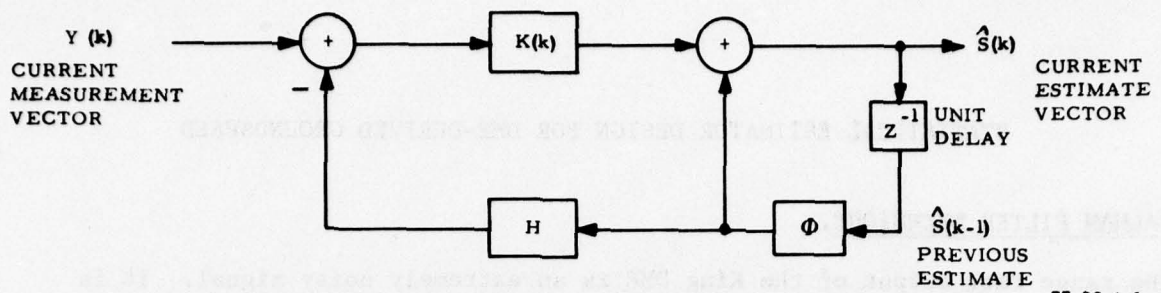 Y (k)
+
K(k)
+
Ŝ(k)
CURRENT
MEASUREMENT
VECTOR
−
CURRENT
ESTIMATE
VECTOR
Z⁻¹
UNIT
DELAY
H
Φ
Ŝ(k-1)
PREVIOUS
ESTIMATE